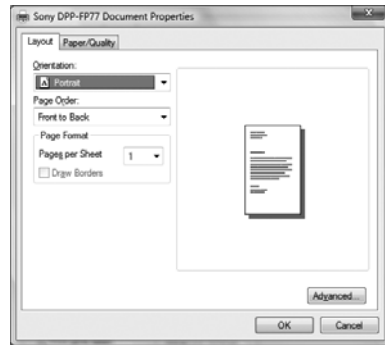 Sony DPP-FP77 Document Properties
Layout Paper/Quality
Orientation:
Portrait
Page Order:
Front to Back
Page Format
Pages per Sheet 1
Draw Borders
Advanced...
OK Cancel